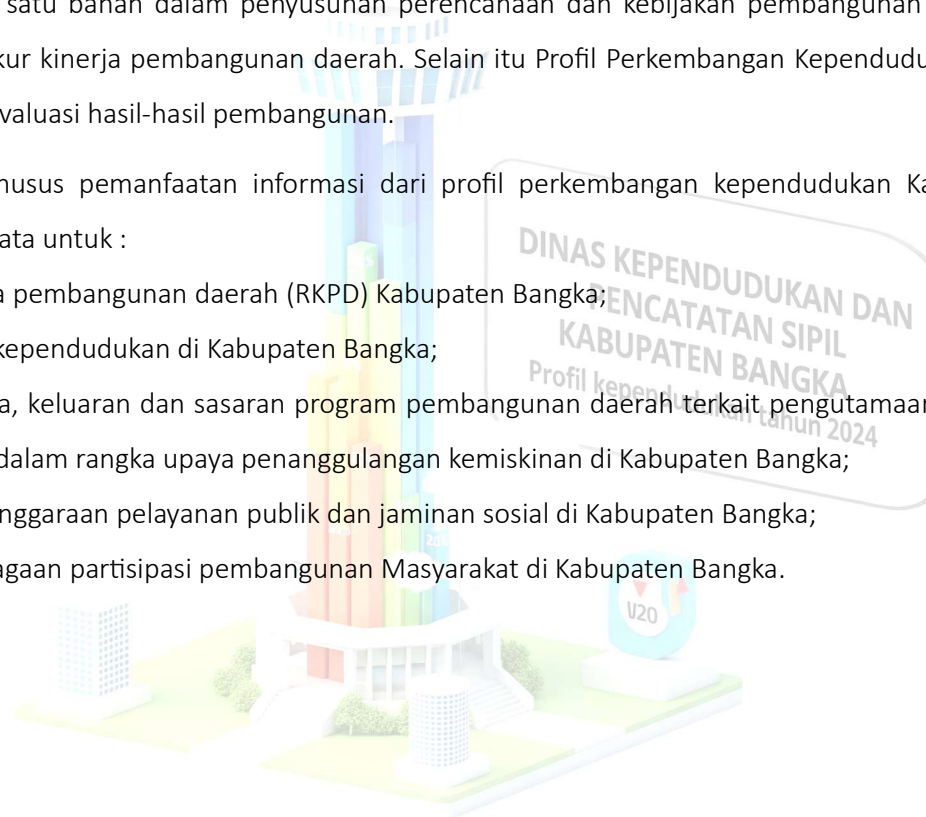 satu bahan dalam penyusunan perencanaan dan kebijakan pembangunan
kur kinerja pembangunan daerah. Selain itu Profil Perkembangan Kependudu
valuasi hasil-hasil pembangunan.
husus pemanfaatan informasi dari profil perkembangan kependudukan Ka
ata untuk :
a pembangunan daerah (RKPD) Kabupaten Bangka;
kependudukan di Kabupaten Bangka;
a, keluaran dan sasaran program pembangunan daerah terkait pengutamaan
dalam rangka upaya penanggulangan kemiskinan di Kabupaten Bangka;
nggaraan pelayanan publik dan jaminan sosial di Kabupaten Bangka;
agaan partisipasi pembangunan Masyarakat di Kabupaten Bangka.
DINAS KEPENDUDUKAN DAN
PENCATATAN SIPIL
KABUPATEN BANGKA
Profil kependudukan tahun 2024
V20